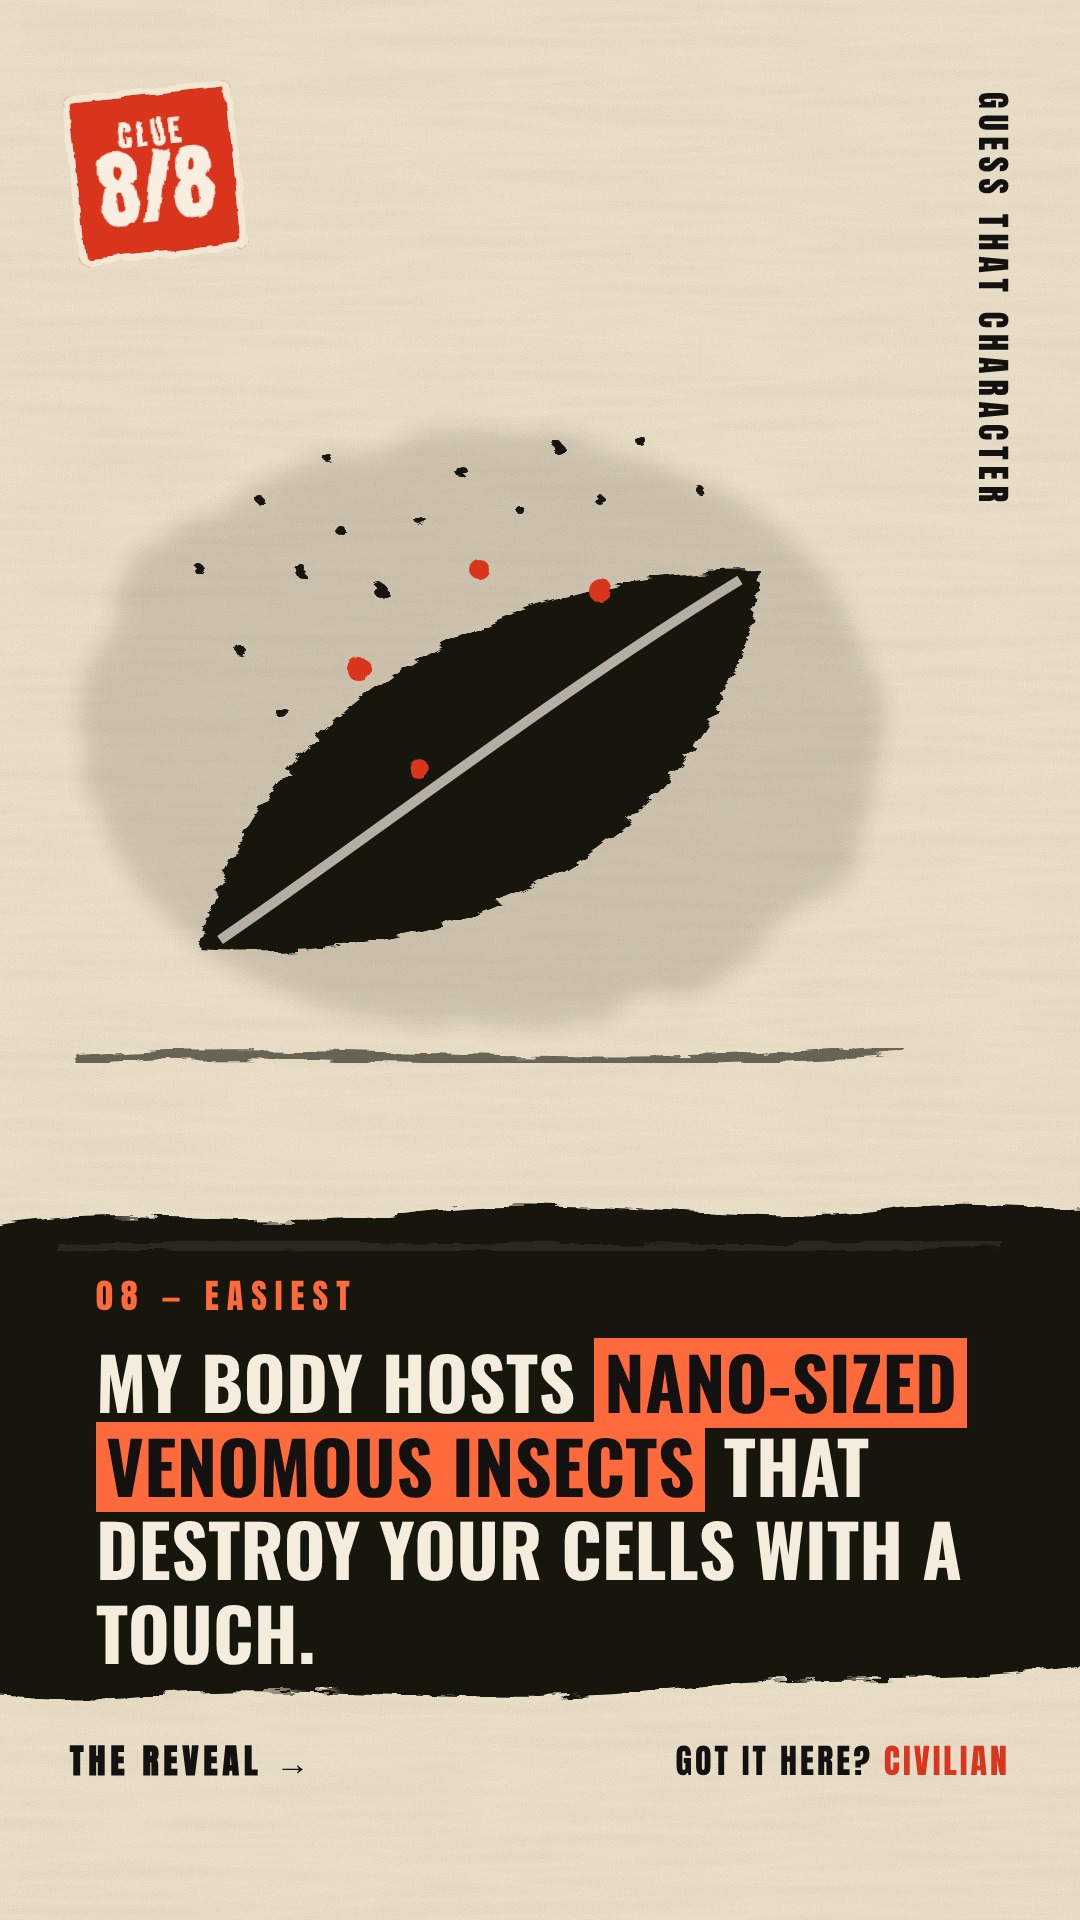 CLUE
8/8
GUESS THAT CHARACTER
08 – EASIEST
MY BODY HOSTS NANO-SIZED
VENOMOUS INSECTS THAT
DESTROY YOUR CELLS WITH A
TOUCH.
THE REVEAL →
GOT IT HERE? CIVILIAN